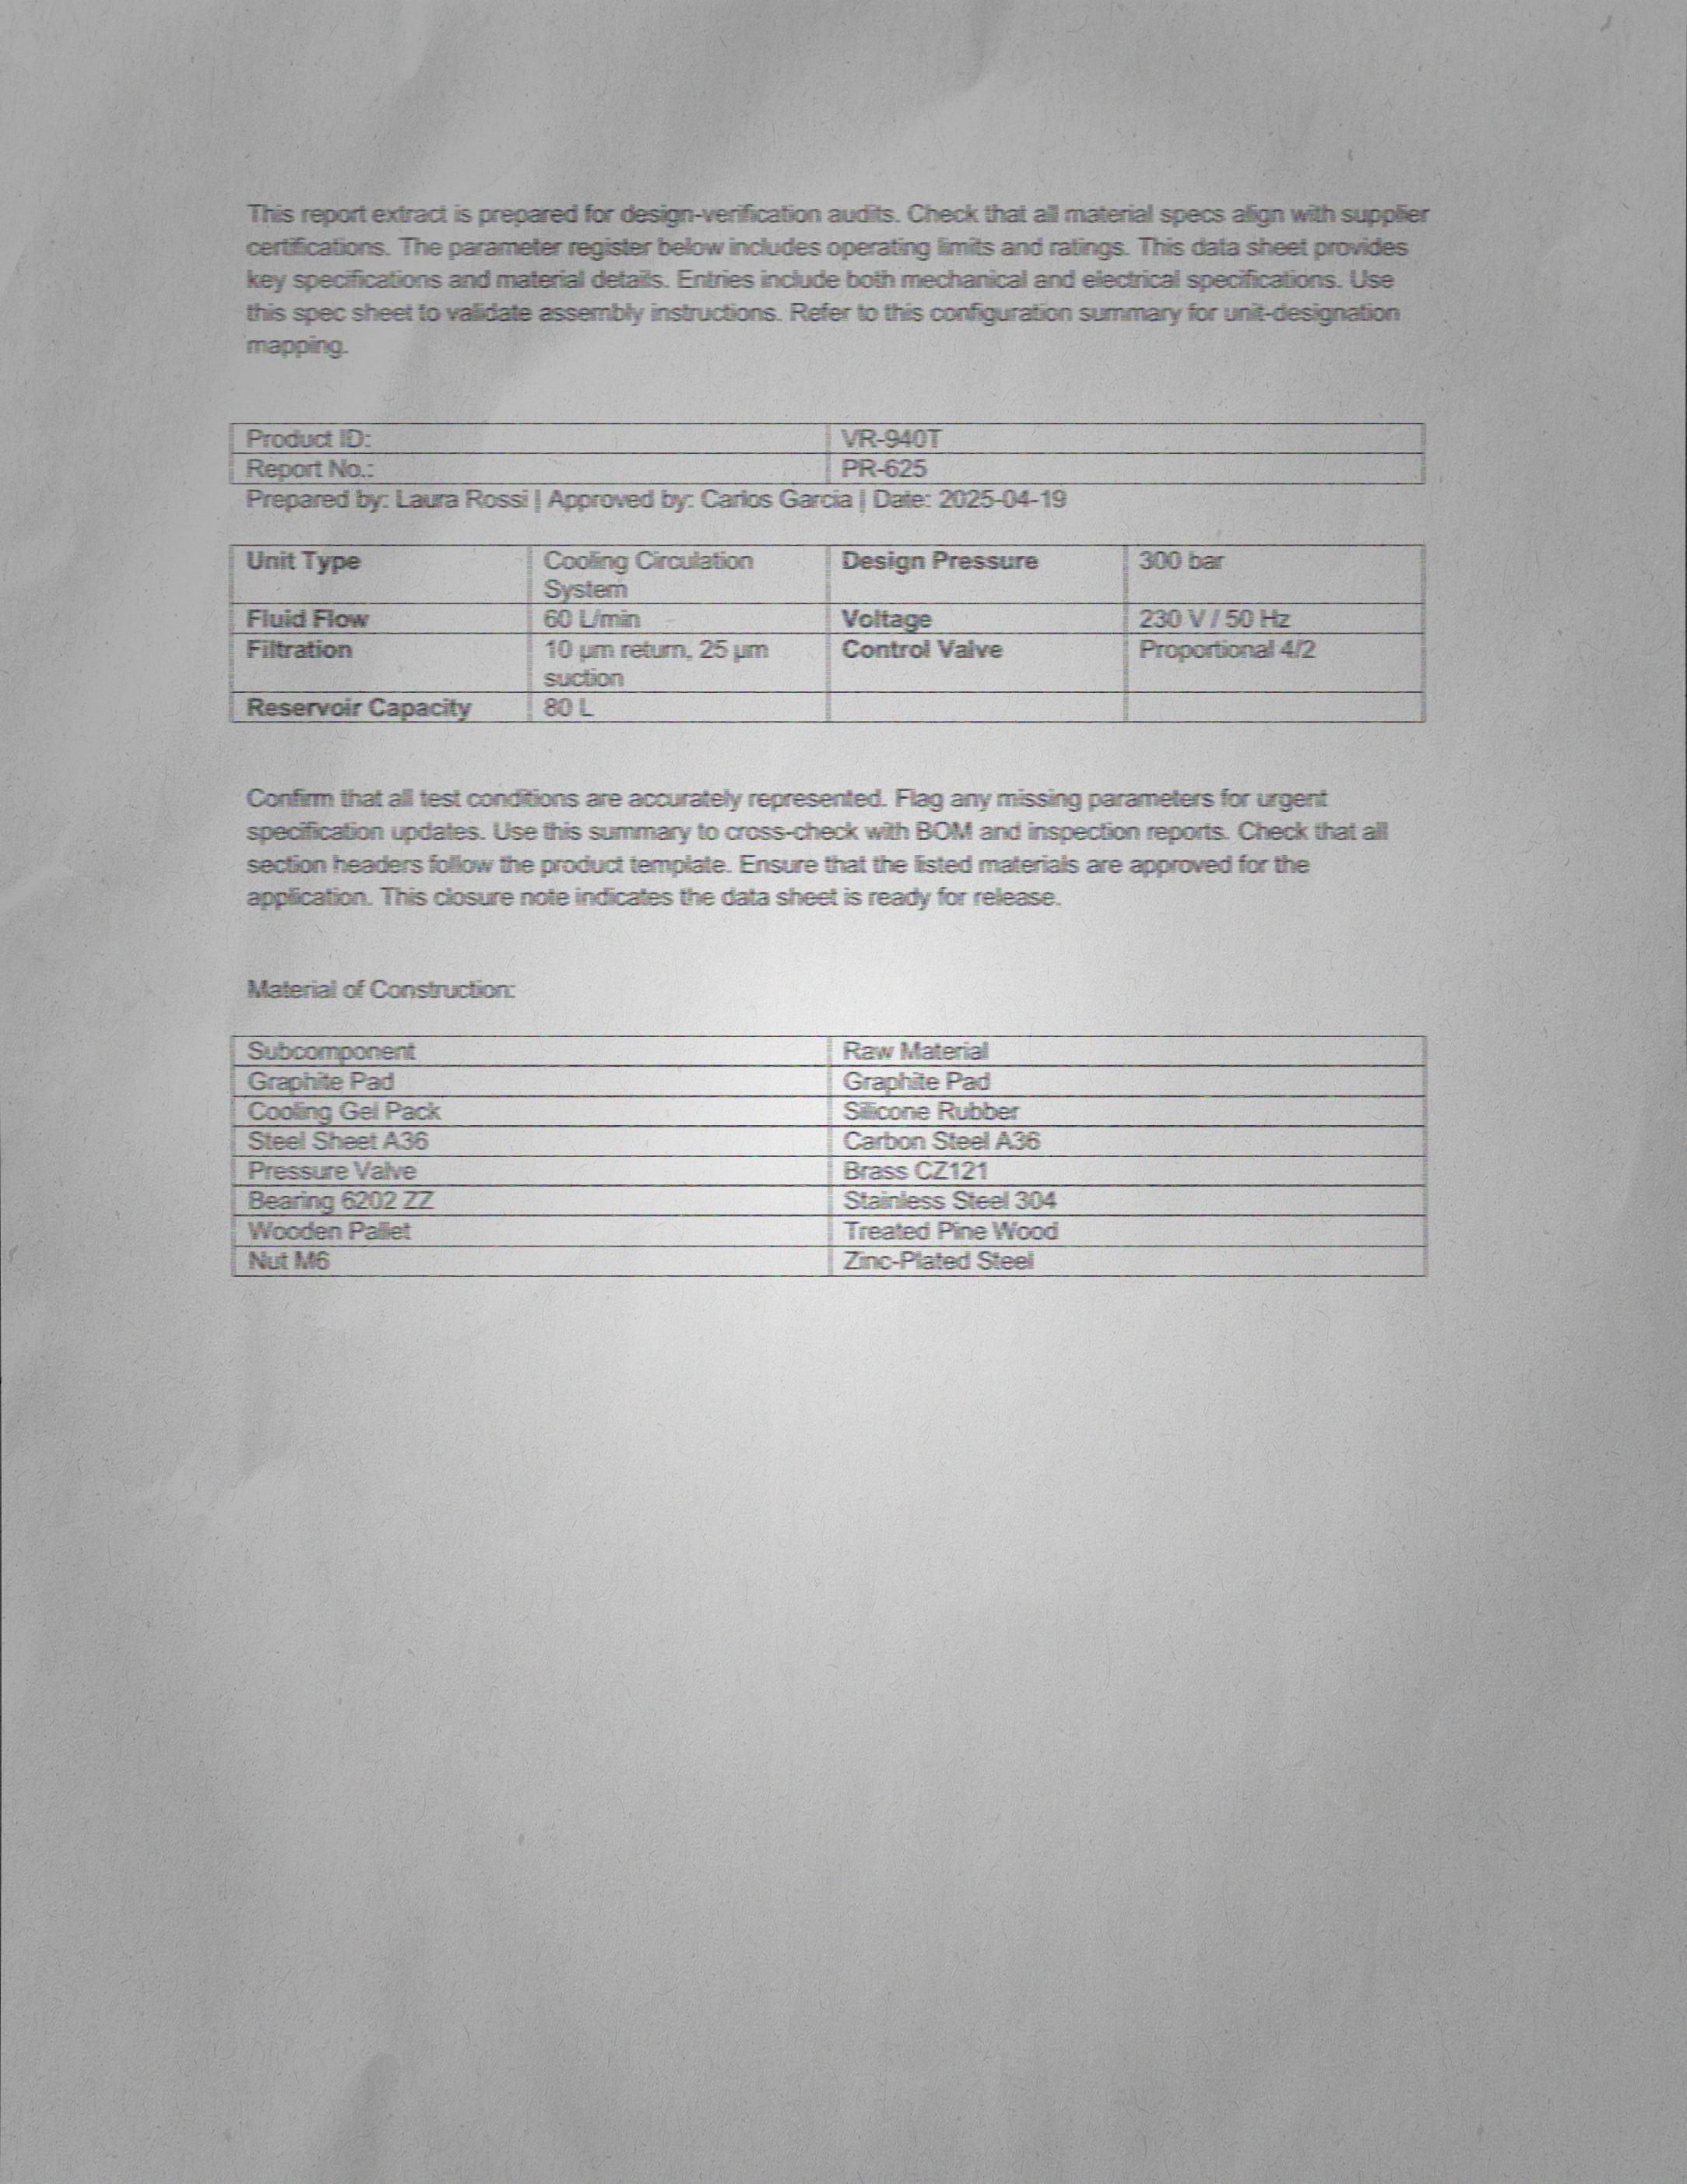 This report extract is prepared for design-verification audits. Check that all material specs align with supplier
certifications. The parameter register below includes operating limits and ratings. This data sheet provides
key specifications and material details. Entries include both mechanical and electrical specifications. Use
this spec sheet to validate assembly instructions. Refer to this configuration summary for unit-designation
mapping.
Product ID: VR-940T
Report No.: PR-625
Prepared by: Laura Rossi | Approved by: Carlos Garcia | Date: 2025-04-19
Unit Type Cooling Circulation Design Pressure 300 bar
System
Fluid Flow 60 L/min Voltage 230 V / 50 Hz
Filtration 10 µm return, 25 µm Control Valve Proportional 4/2
suction
Reservoir Capacity 80 L
Confirm that all test conditions are accurately represented. Flag any missing parameters for urgent
specification updates. Use this summary to cross-check with BOM and inspection reports. Check that all
section headers follow the product template. Ensure that the listed materials are approved for the
application. This closure note indicates the data sheet is ready for release.
Material of Construction:
Subcomponent Raw Material
Graphite Pad Graphite Pad
Cooling Gel Pack Silicone Rubber
Steel Sheet A36 Carbon Steel A36
Pressure Valve Brass CZ121
Bearing 6202 ZZ Stainless Steel 304
Wooden Pallet Treated Pine Wood
Nut M6 Zinc-Plated Steel